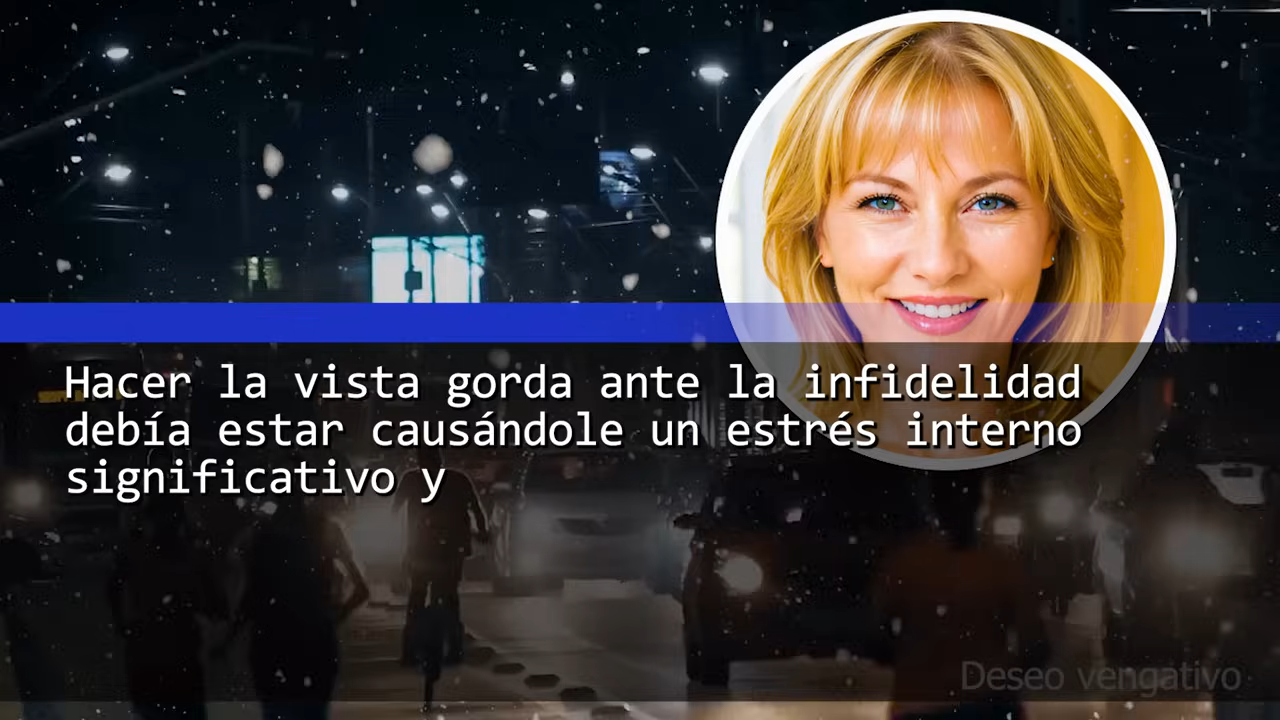 Hacer la vista gorda ante la infidelidad
debía estar causándole un estrés interno
significativo y
Deseo vengativo